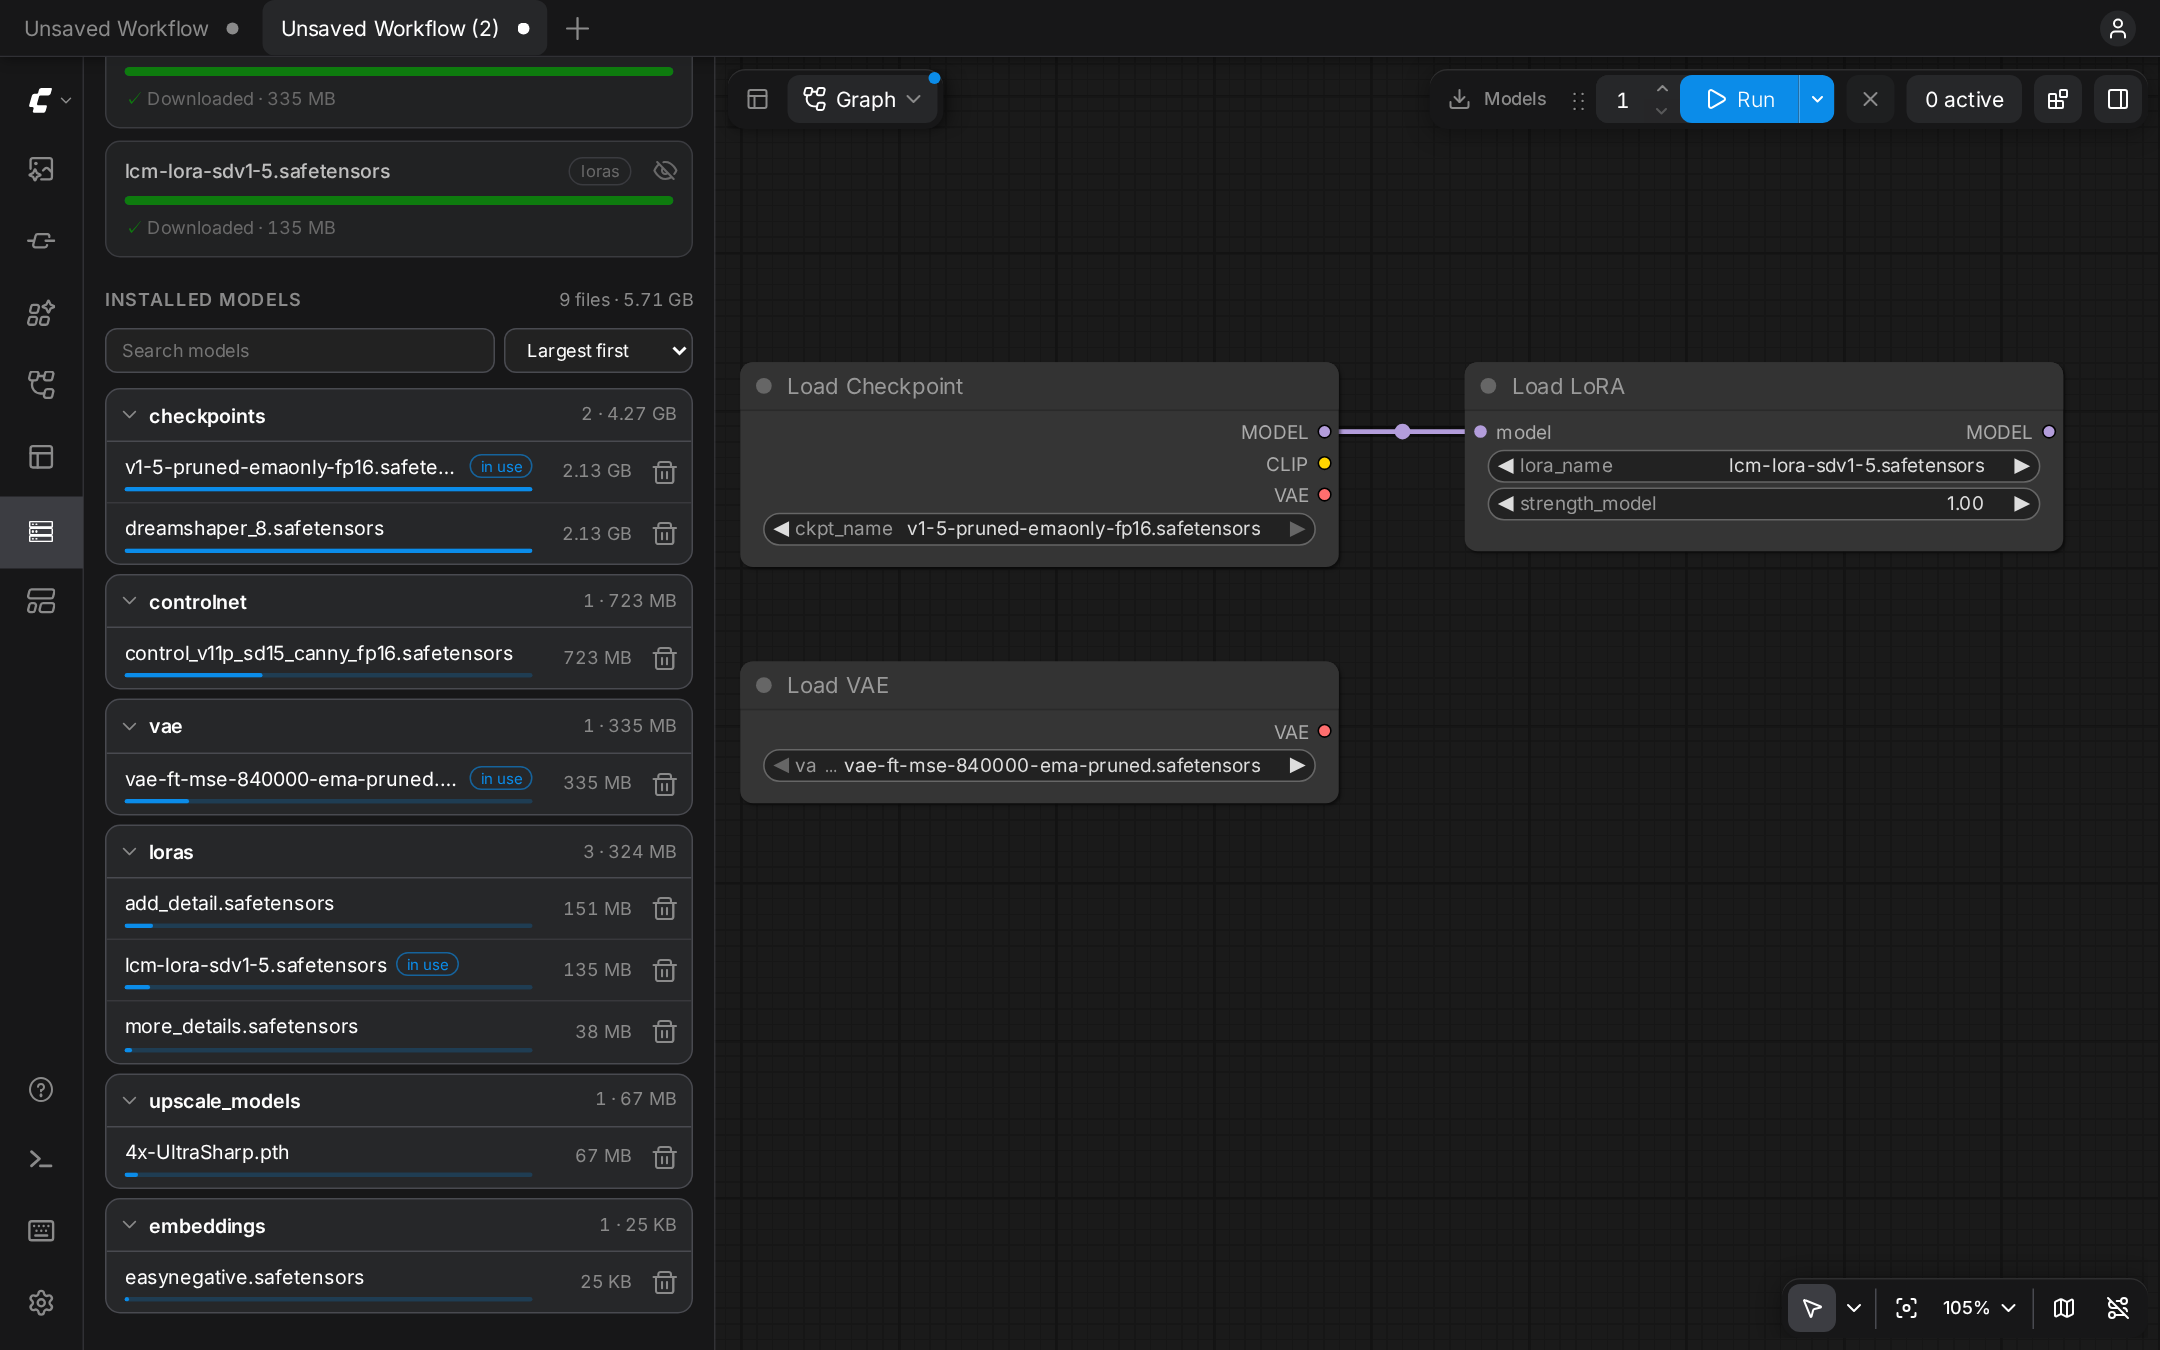 Unsaved Workflow
Unsaved Workflow (2)
✓ Downloaded · 335 MB
lcm-lora-sdv1-5.safetensors loras
✓ Downloaded · 135 MB
INSTALLED MODELS 9 files · 5.71 GB
Search models Largest first
checkpoints 2 · 4.27 GB
v1-5-pruned-emaonly-fp16.safete... in use 2.13 GB
dreamshaper_8.safetensors 2.13 GB
controlnet 1 · 723 MB
control_v11p_sd15_canny_fp16.safetensors 723 MB
vae 1 · 335 MB
vae-ft-mse-840000-ema-pruned.... in use 335 MB
loras 3 · 324 MB
add_detail.safetensors 151 MB
lcm-lora-sdv1-5.safetensors in use 135 MB
more_details.safetensors 38 MB
upscale_models 1 · 67 MB
4x-UltraSharp.pth 67 MB
embeddings 1 · 25 KB
easynegative.safetensors 25 KB
Graph
Models 1 Run 0 active
Load Checkpoint
MODEL
CLIP
VAE
ckpt_name v1-5-pruned-emaonly-fp16.safetensors
Load LoRA
model MODEL
lora_name lcm-lora-sdv1-5.safetensors
strength_model 1.00
Load VAE
VAE
va ... vae-ft-mse-840000-ema-pruned.safetensors
105%